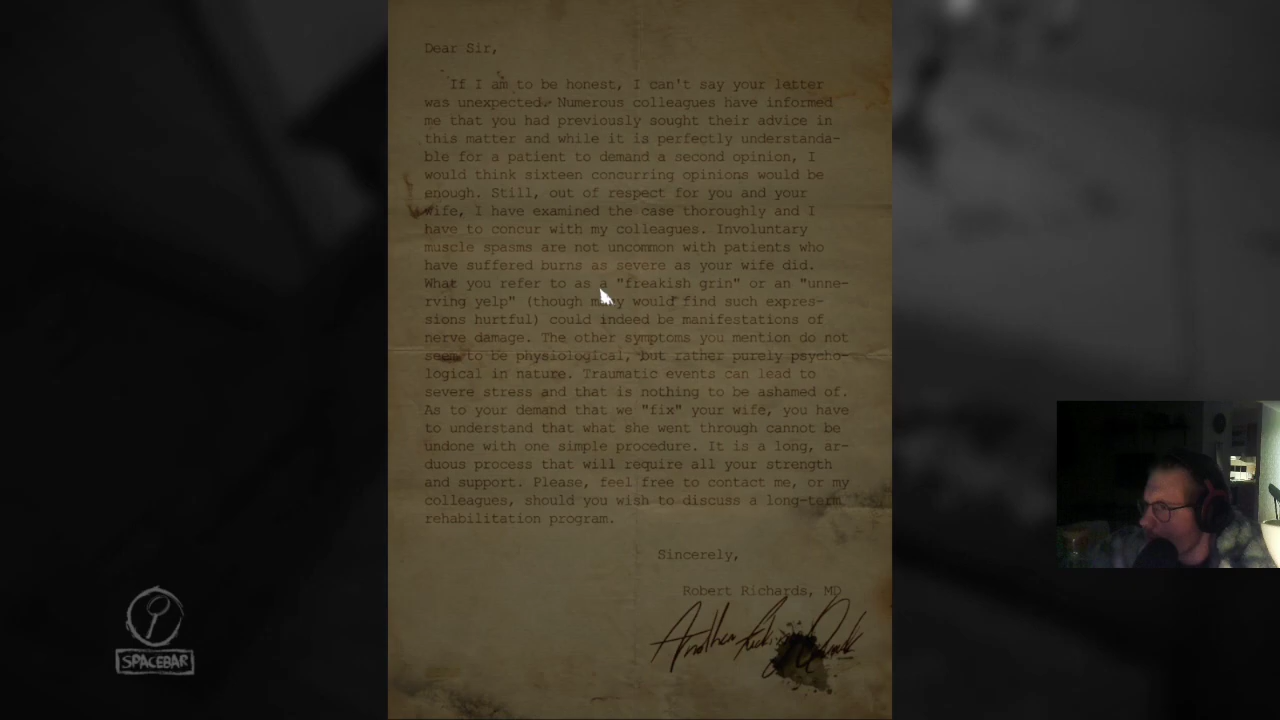 Dear Sir,
If I am to be honest, I can't say your letter
was unexpected. Numerous colleagues have informed
me that you had previously sought their advice in
this matter and while it is perfectly understanda-
ble for a patient to demand a second opinion, I
would think sixteen concurring opinions would be
enough. Still, out of respect for you and your
wife, I have examined the case thoroughly and I
have to concur with my colleagues. Involuntary
muscle spasms are not uncommon with patients who
have suffered burns as severe as your wife did.
What you refer to as a "freakish grin" or an "unne-
rving yelp" (though many would find such expres-
sions hurtful) could indeed be manifestations of
nerve damage. The other symptoms you mention do not
seem to be physiological, but rather purely psycho-
logical in nature. Traumatic events can lead to
severe stress and that is nothing to be ashamed of.
As to your demand that we "fix" your wife, you have
to understand that what she went through cannot be
undone with one simple procedure. It is a long, ar-
duous process that will require all your strength
and support. Please, feel free to contact me, or my
colleagues, should you wish to discuss a long-term
rehabilitation program.
Sincerely,
Robert Richards, MD
Another
SPACEBAR